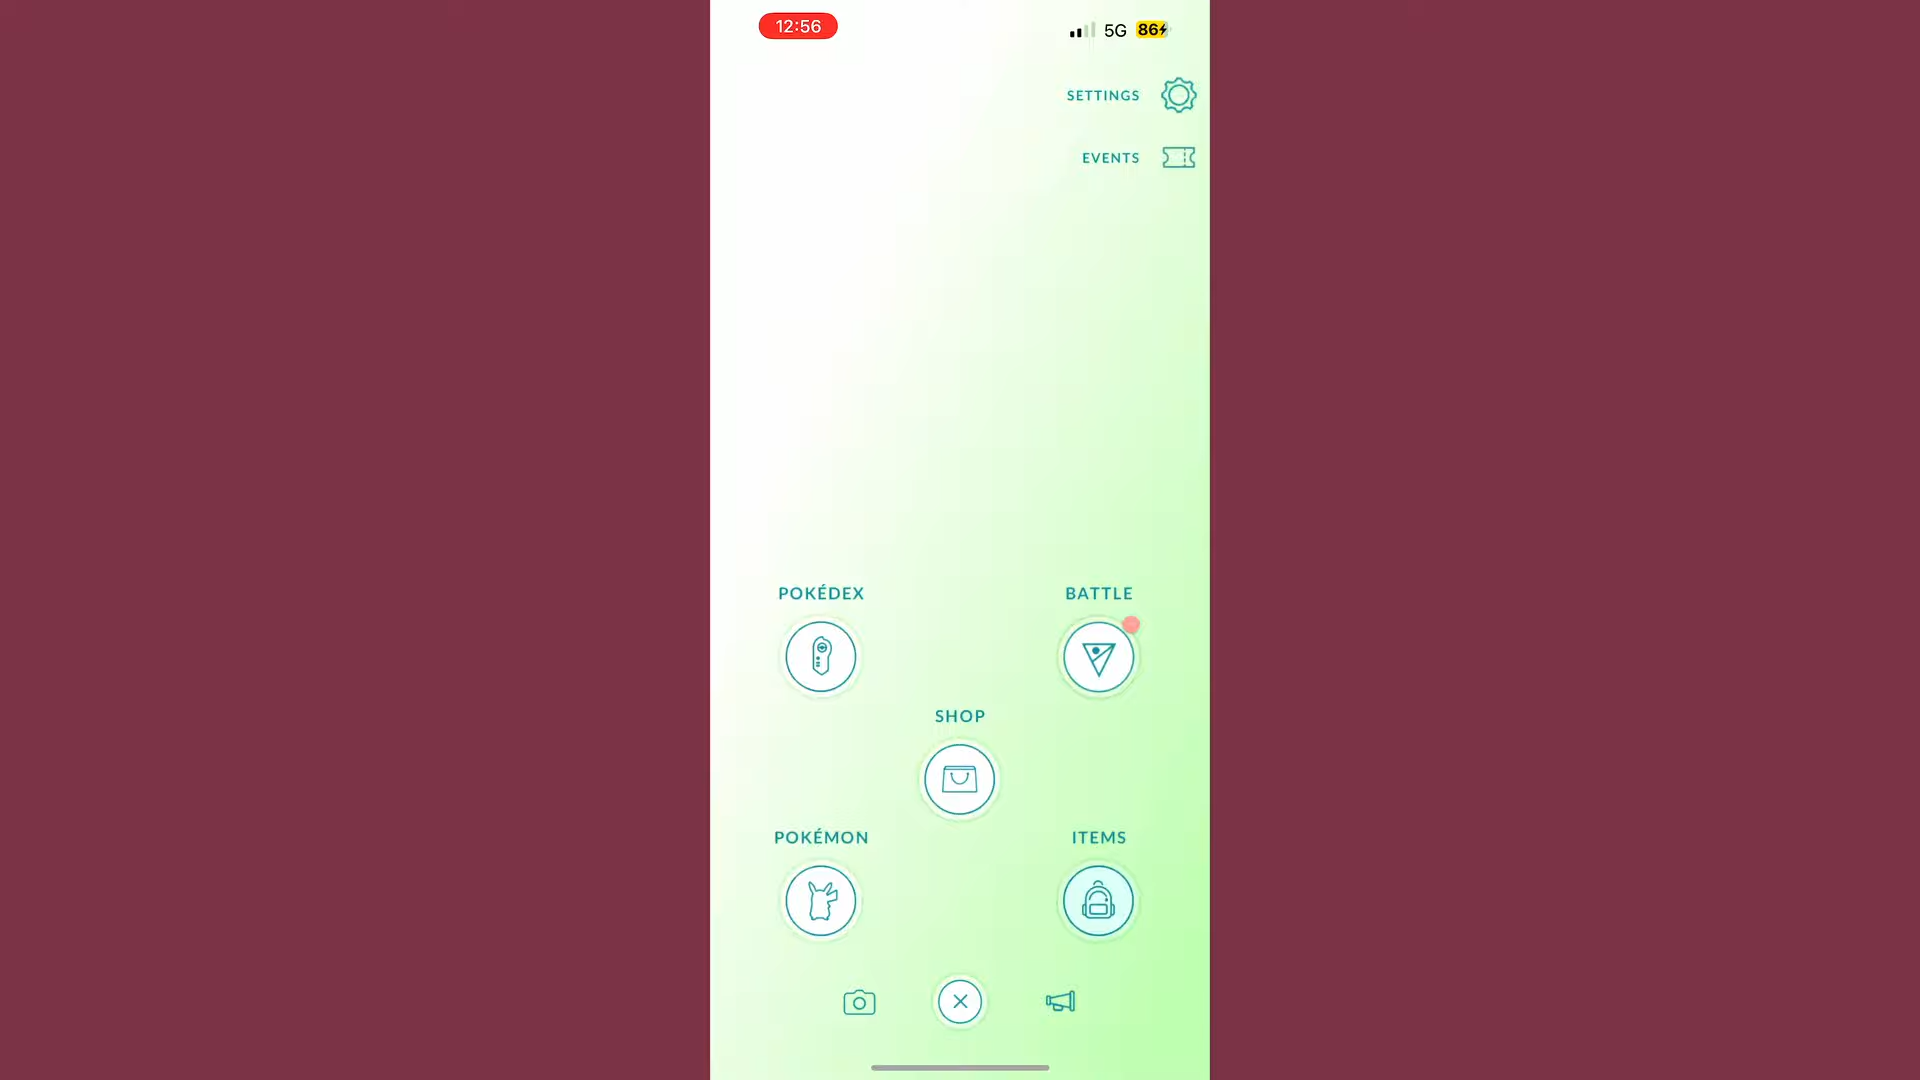 12:56
5G 86
SETTINGS
EVENTS
POKÉDEX
BATTLE
SHOP
POKÉMON
ITEMS